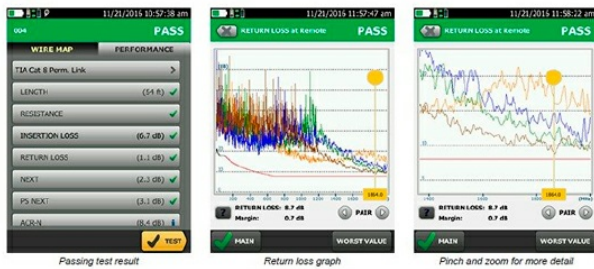 11/21/2016 10:57:38 am
004
PASS
WIRE MAP
PERFORMANCE
TIA Cat 8 Perm. Link
LENGTH (54 ft)
RESISTANCE
INSERTION LOSS (6.7 dB)
RETURN LOSS (1.1 dB)
NEXT (2.3 dB)
PS NEXT (3.1 dB)
ACR-N (8.4 dB)
TEST
Passing test result
11/21/2016 11:57:47 am
RETURN LOSS at Remote
PASS
RETURN LOSS: 8.7 dB
Margin: 0.7 dB
PAIR
MAIN
WORST VALUE
Return loss graph
11/21/2016 11:58:22 am
RETURN LOSS at Remote
PASS
RETURN LOSS: 8.7 dB
Margin: 0.7 dB
PAIR
MAIN
WORST VALUE
Pinch and zoom for more detail